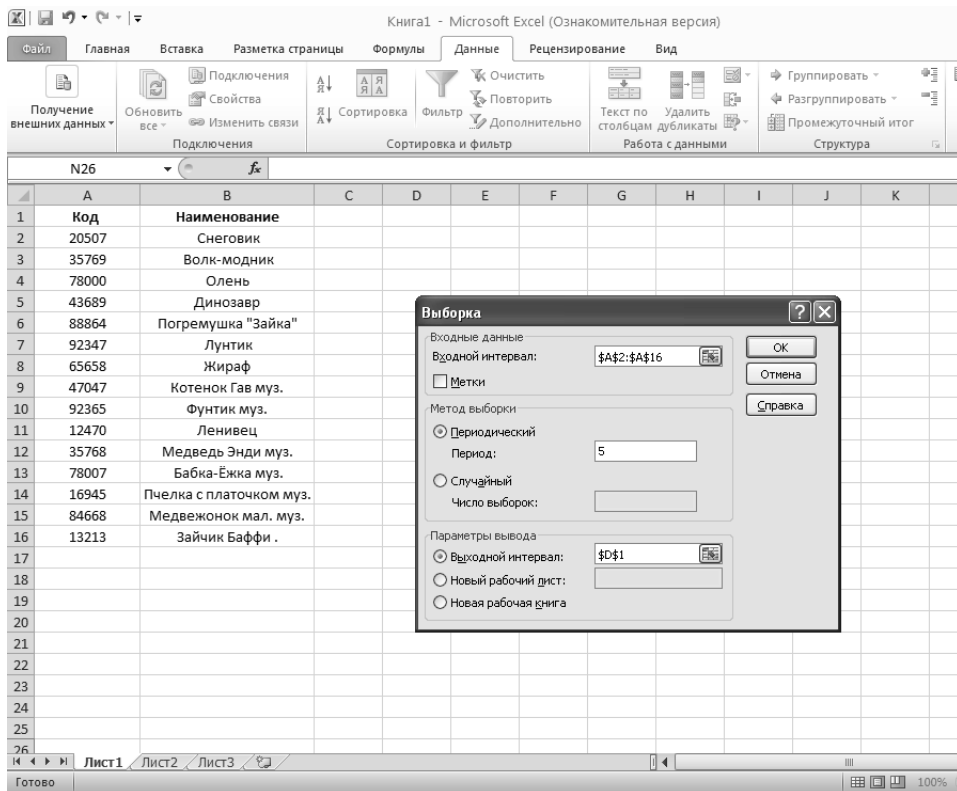 Книга1 - Microsoft Excel (Ознакомительная версия)
Файл Главная Вставка Разметка страницы Формулы Данные Рецензирование Вид
Получение внешних данных
Обновить все
Подключения
Свойства
Изменить связи
Подключения
Сортировка
Фильтр
Очистить
Повторить
Дополнительно
Сортировка и фильтр
Текст по столбцам
Удалить дубликаты
Работа с данными
Группировать
Разгруппировать
Промежуточный итог
Структура
N26 fx
A B C D E F G H I J K
1 Код Наименование
2 20507 Снеговик
3 35769 Волк-модник
4 78000 Олень
5 43689 Динозавр
6 88864 Погремушка "Зайка"
7 92347 Лунтик
8 65658 Жираф
9 47047 Котенок Гав муз.
10 92365 Фунтик муз.
11 12470 Ленивец
12 35768 Медведь Энди муз.
13 78007 Бабка-Ёжка муз.
14 16945 Пчелка с платочком муз.
15 84668 Медвежонок мал. муз.
16 13213 Зайчик Баффи .
17
18
19
20
21
22
23
24
25
26
Выборка
Входные данные
Входной интервал: $A$2:$A$16
Метки
Метод выборки
Периодический
Период: 5
Случайный
Число выборок:
Параметры вывода
Выходной интервал: $D$1
Новый рабочий лист:
Новая рабочая книга
ОК
Отмена
Справка
Лист1 Лист2 Лист3
Готово 100%